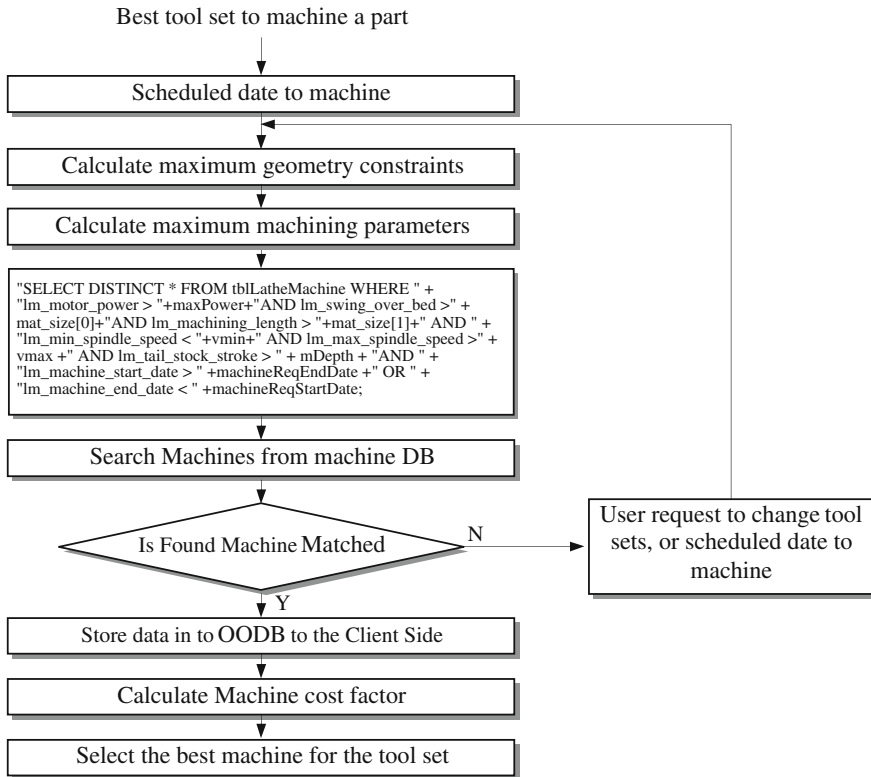 Best tool set to machine a part
Scheduled date to machine
Calculate maximum geometry constraints
Calculate maximum machining parameters
"SELECT DISTINCT * FROM tblLatheMachine WHERE " +
"lm_motor_power > "+maxPower+"AND lm_swing_over_bed >" +
mat_size[0]+"AND lm_machining_length > "+mat_size[1]+" AND " +
"lm_min_spindle_speed < "+vmin+" AND lm_max_spindle_speed >" +
vmax +" AND lm_tail_stock_stroke > " + mDepth + "AND " +
"lm_machine_start_date > " +machineReqEndDate +" OR " +
"lm_machine_end_date < " +machineReqStartDate;
Search Machines from machine DB
Is Found Machine Matched
N
User request to change tool
sets, or scheduled date to
machine
Y
Store data in to OODB to the Client Side
Calculate Machine cost factor
Select the best machine for the tool set